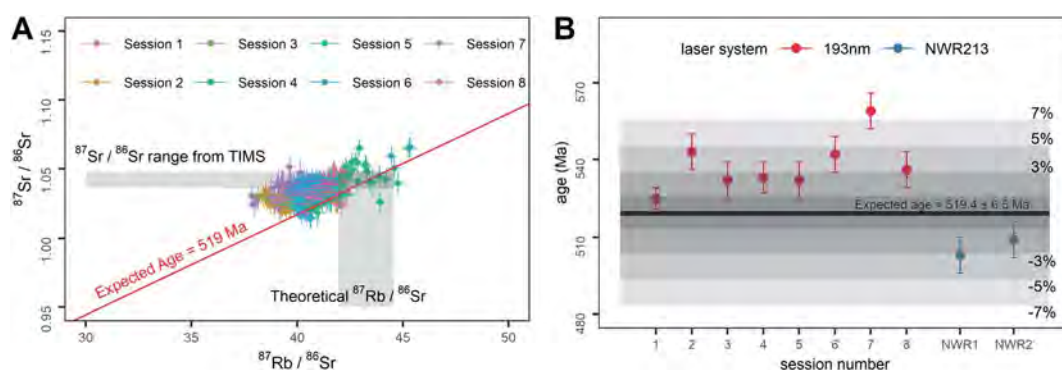 A
Session 1 Session 3 Session 5 Session 7
Session 2 Session 4 Session 6 Session 8
⁸⁷Sr / ⁸⁶Sr range from TIMS
Expected Age = 519 Ma
Theoretical ⁸⁷Rb / ⁸⁶Sr
1.15
1.10
1.05
1.00
0.95
⁸⁷Sr / ⁸⁶Sr
30 35 40 45 50
⁸⁷Rb / ⁸⁶Sr
B
laser system 193nm NWR213
7%
5%
3%
Expected age = 519.4 ± 6.5 Ma
-3%
-5%
-7%
570
540
510
480
age (Ma)
1 2 3 4 5 6 7 8 NWR1 NWR2
session number